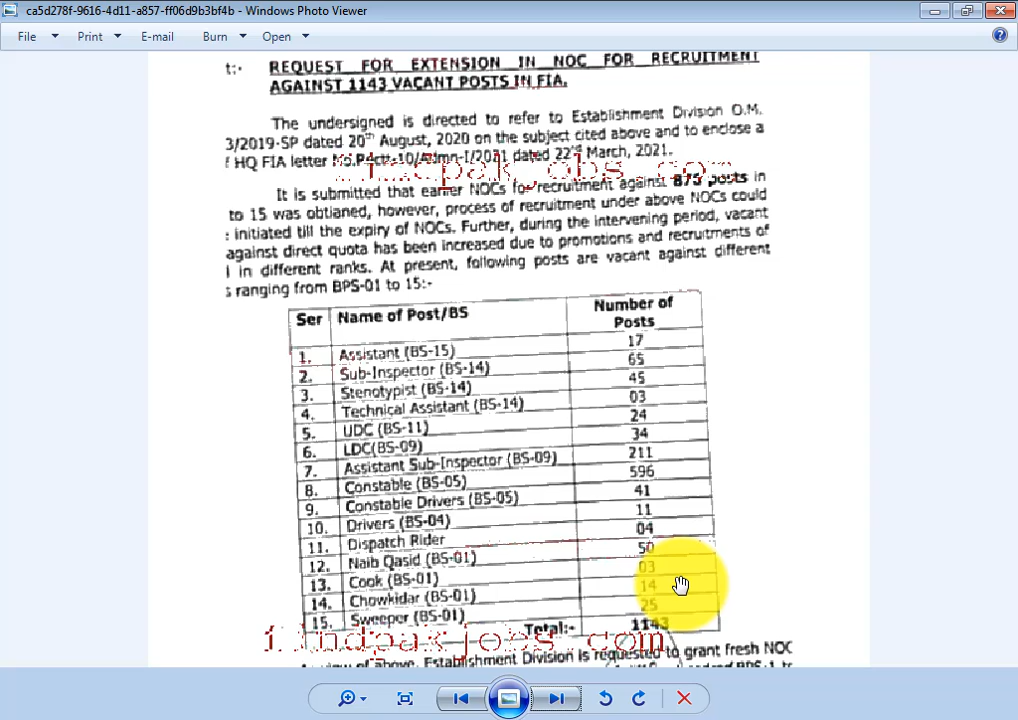 ca5d278f-9616-4d11-a857-ff06d9b3bf4b - Windows Photo Viewer
File Print E-mail Burn Open
t:- REQUEST FOR EXTENSION IN NOC FOR RECRUITMENT
AGAINST 1143 VACANT POSTS IN FIA.
The undersigned is directed to refer to Establishment Division O.M.
3/2019-SP dated 20th August, 2020 on the subject cited above and to enclose a
f HQ FIA letter No. dated 22nd March, 2021.
findpakjobs.com
It is submitted that earlier NOCs for recruitment against 875 posts in
to 15 was obtianed, however, process of recruitment under above NOCs could
: initiated till the expiry of NOCs. Further, during the intervening period, vacant
against direct quota has been increased due to promotions and recruitments of
l in different ranks. At present, following posts are vacant against different
s ranging from BPS-01 to 15:-
Ser Name of Post/BS Number of
Posts
1. Assistant (BS-15) 17
2. Sub-Inspector (BS-14) 65
3. Stenotypist (BS-14) 45
4. Technical Assistant (BS-14) 03
5. UDC (BS-11) 24
6. LDC(BS-09) 34
7. Assistant Sub-Inspector (BS-09) 211
8. Constable (BS-05) 596
9. Constable Drivers (BS-05) 41
10. Drivers (BS-04) 11
11. Dispatch Rider 04
12. Naib Qasid (BS-01) 50
13. Cook (BS-01) 03
14. Chowkidar (BS-01) 14
15. Sweeper (BS-01) 25
Total:- 1143
findpakjobs com
view of above, Establishment Division is requested to grant fresh NOC